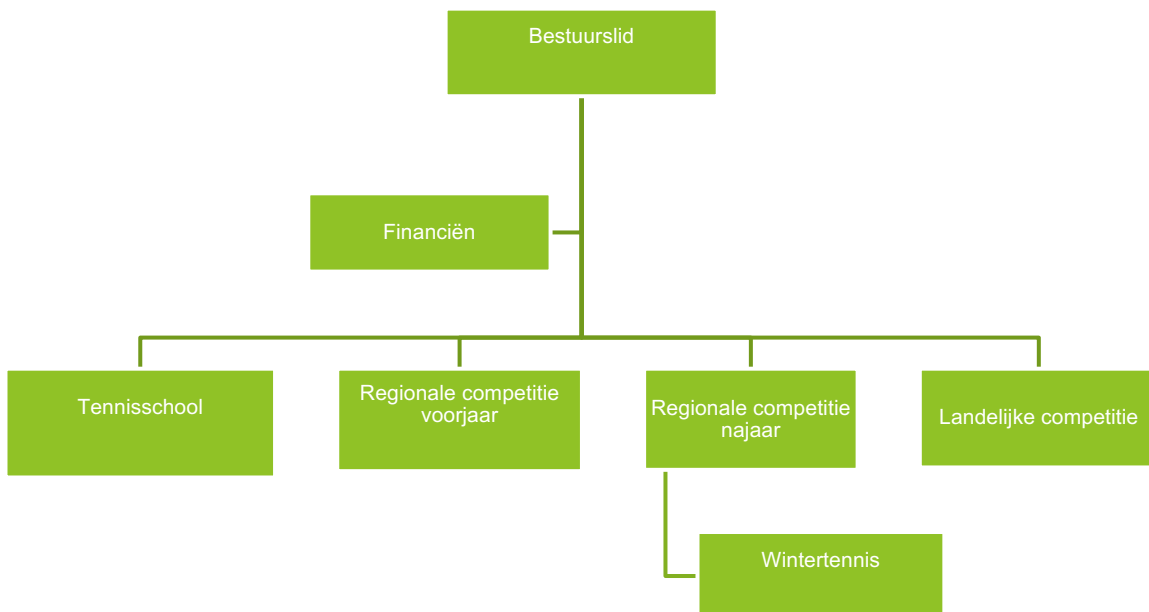 Bestuurslid
Financiën
Tennisschool
Regionale competitie
voorjaar
Regionale competitie
najaar
Landelijke competitie
Wintertennis